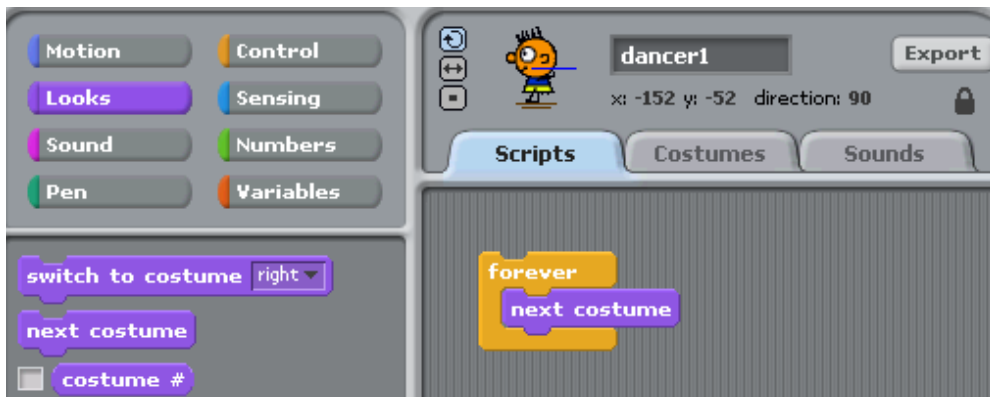 Motion Control
Looks Sensing
Sound Numbers
Pen Variables
switch to costume right
next costume
costume #
dancer1
Export
x: -152 y: -52 direction: 90
Scripts Costumes Sounds
forever
next costume